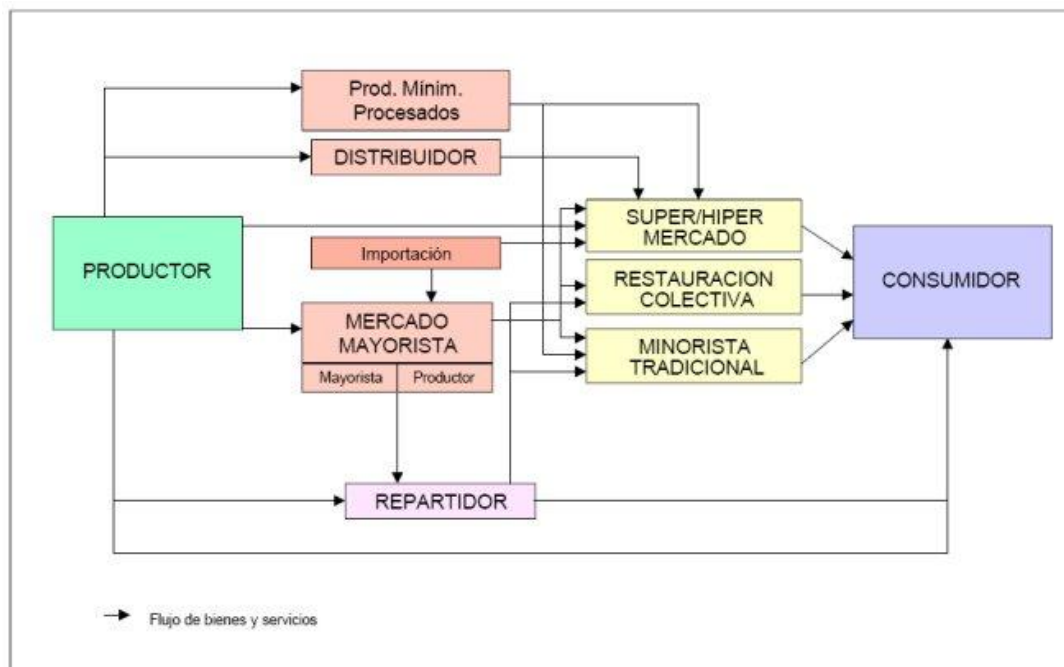 Prod. Mínim.
Procesados
DISTRIBUIDOR
SUPER/HIPER
MERCADO
PRODUCTOR
Importación
RESTAURACION
COLECTIVA
CONSUMIDOR
MERCADO
MAYORISTA
Mayorista
Productor
MINORISTA
TRADICIONAL
REPARTIDOR
Flujo de bienes y servicios